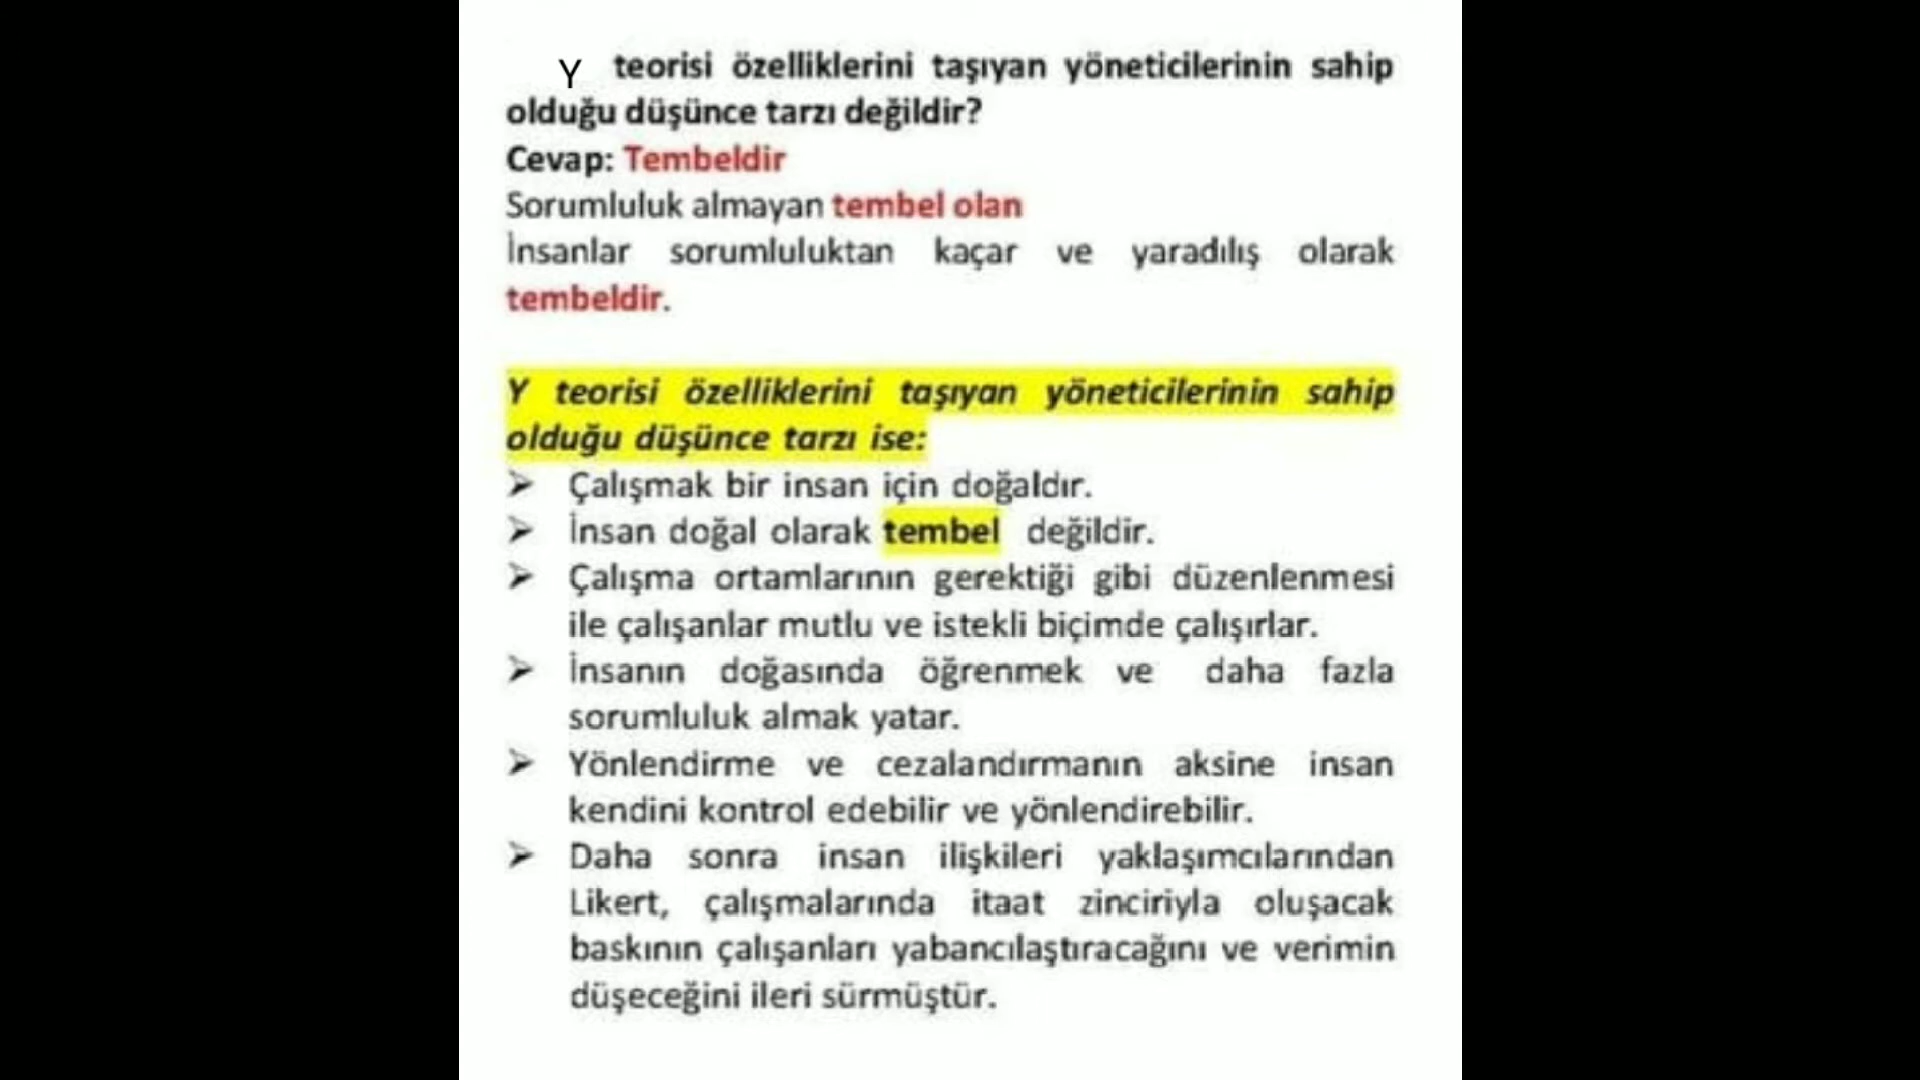 Y teorisi özelliklerini taşıyan yöneticilerinin sahip
olduğu düşünce tarzı değildir?
Cevap: Tembeldir
Sorumluluk almayan tembel olan
İnsanlar sorumluluktan kaçar ve yaradılış olarak
tembeldir.
Y teorisi özelliklerini taşıyan yöneticilerinin sahip
olduğu düşünce tarzı ise:
➢ Çalışmak bir insan için doğaldır.
➢ İnsan doğal olarak tembel değildir.
➢ Çalışma ortamlarının gerektiği gibi düzenlenmesi
ile çalışanlar mutlu ve istekli biçimde çalışırlar.
➢ İnsanın doğasında öğrenmek ve daha fazla
sorumluluk almak yatar.
➢ Yönlendirme ve cezalandırmanın aksine insan
kendini kontrol edebilir ve yönlendirebilir.
➢ Daha sonra insan ilişkileri yaklaşımcılarından
Likert, çalışmalarında itaat zinciriyla oluşacak
baskının çalışanları yabancılaştıracağını ve verimin
düşeceğini ileri sürmüştür.